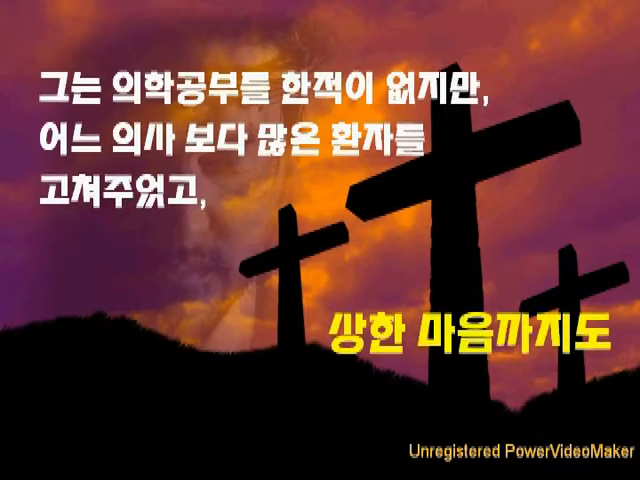 그는 의학공부를 한적이 없지만,
어느 의사 보다 많은 환자들
고쳐주었고,
상한 마음까지도
Unregistered PowerVideoMaker